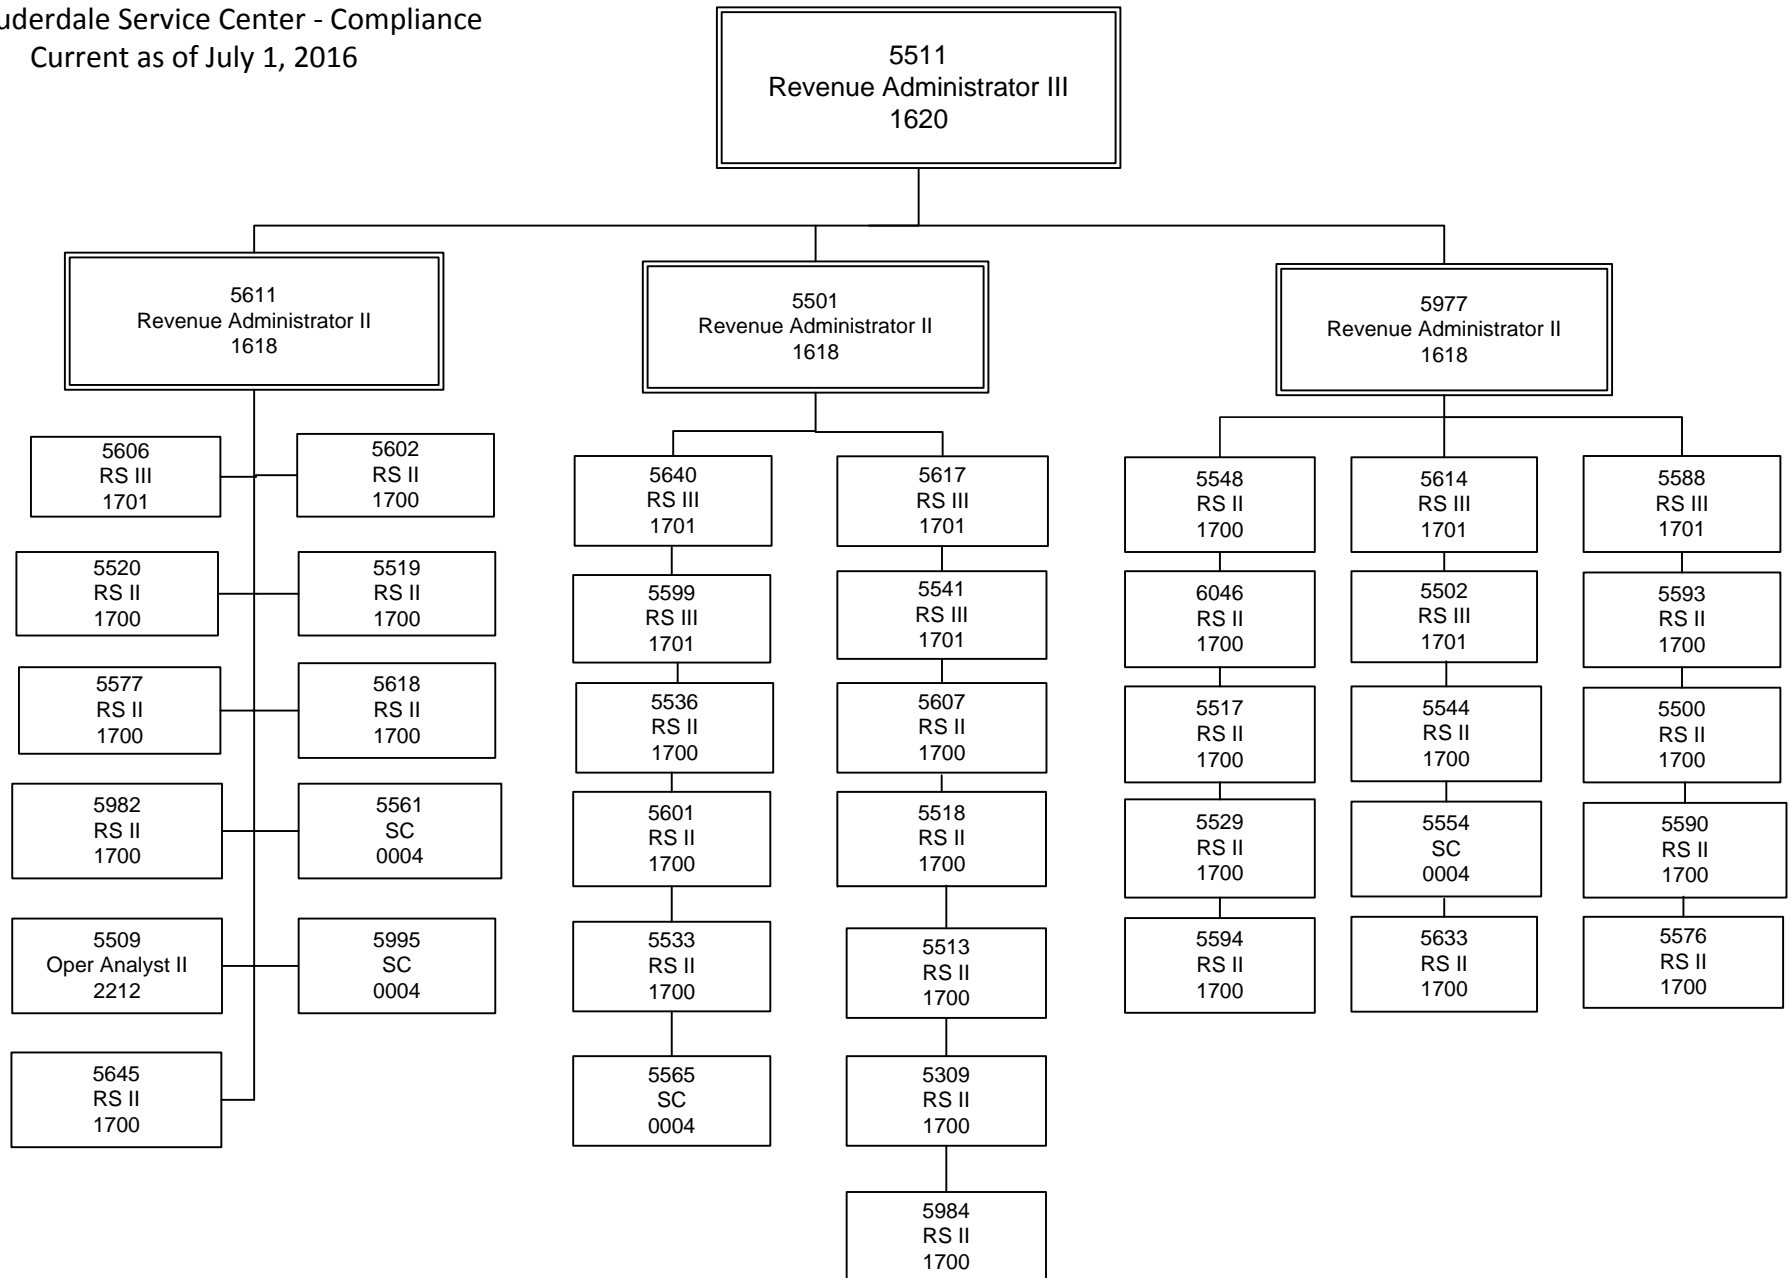 Service Center - Compliance
Current as of July 1, 2016
5511
Revenue Administrator III
1620
5611
Revenue Administrator II
1618
5501
Revenue Administrator II
1618
5977
Revenue Administrator II
1618
5606
RS III
1701
5602
RS II
1700
5520
RS II
1700
5519
RS II
1700
5577
RS II
1700
5618
RS II
1700
5982
RS II
1700
5561
SC
0004
5509
Oper Analyst II
2212
5995
SC
0004
5645
RS II
1700
5640
RS III
1701
5599
RS III
1701
5536
RS II
1700
5601
RS II
1700
5533
RS II
1700
5565
SC
0004
5617
RS III
1701
5541
RS III
1701
5607
RS II
1700
5518
RS II
1700
5513
RS II
1700
5309
RS II
1700
5984
RS II
1700
5548
RS II
1700
6046
RS II
1700
5517
RS II
1700
5529
RS II
1700
5594
RS II
1700
5614
RS III
1701
5502
RS III
1701
5544
RS II
1700
5554
SC
0004
5633
RS II
1700
5588
RS III
1701
5593
RS II
1700
5500
RS II
1700
5590
RS II
1700
5576
RS II
1700